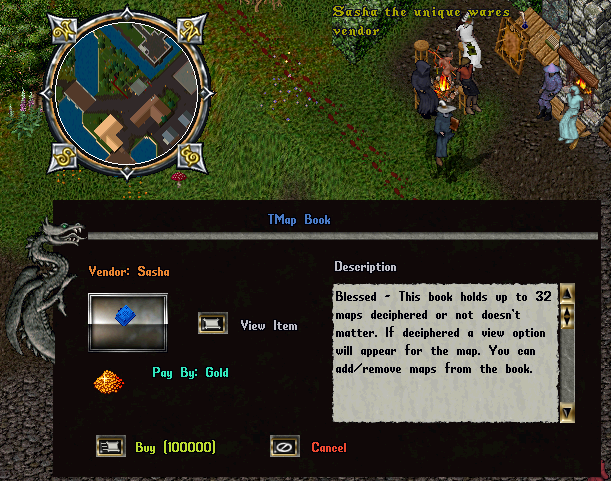 Sasha the unique wares
vendor
TMap Book
Vendor: Sasha
Description
Blessed - This book holds up to 32
maps deciphered or not doesn't
matter. If deciphered a view option
will appear for the map. You can
add/remove maps from the book.
View Item
Pay By: Gold
Buy (100000)
Cancel